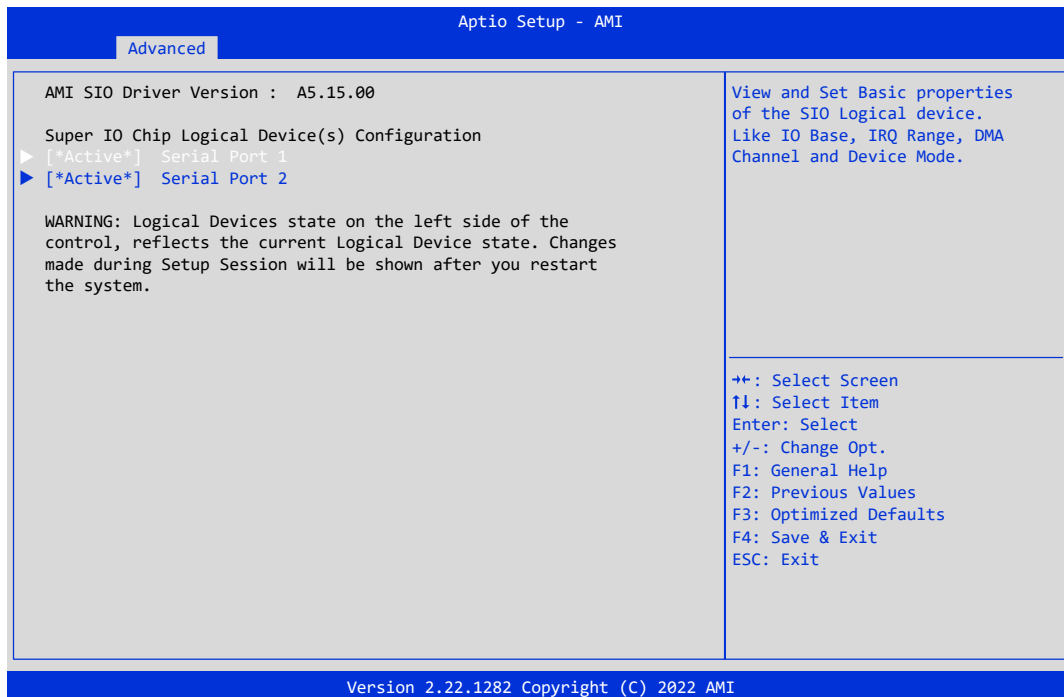 Aptio Setup - AMI
Advanced
AMI SIO Driver Version :  A5.15.00
Super IO Chip Logical Device(s) Configuration
▶ [*Active*]  Serial Port 1
▶ [*Active*]  Serial Port 2
WARNING: Logical Devices state on the left side of the
control, reflects the current Logical Device state. Changes
made during Setup Session will be shown after you restart
the system.
View and Set Basic properties
of the SIO Logical device.
Like IO Base, IRQ Range, DMA
Channel and Device Mode.
→←: Select Screen
↑↓: Select Item
Enter: Select
+/-: Change Opt.
F1: General Help
F2: Previous Values
F3: Optimized Defaults
F4: Save & Exit
ESC: Exit
Version 2.22.1282 Copyright (C) 2022 AMI